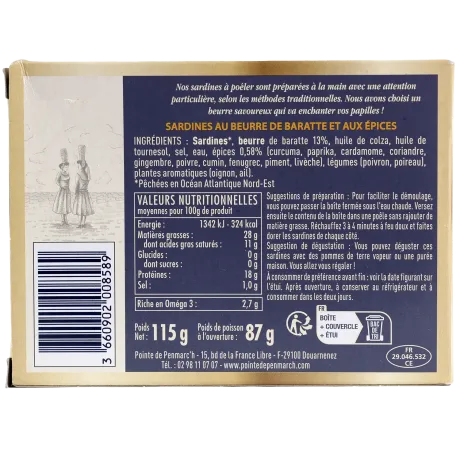 Nos sardines à poêler sont préparées à la main avec une attention
particulière, selon les méthodes traditionnelles. Nous avons choisi un
beurre savoureux qui va enchanter vos papilles !
SARDINES AU BEURRE DE BARATTE ET AUX ÉPICES
INGRÉDIENTS : Sardines*, beurre de baratte 13%, huile de colza, huile de
tournesol, sel, eau, épices 0,58% (curcuma, paprika, cardamome, coriandre,
gingembre, poivre, cumin, fenugrec, piment, livèche), légumes (poivron, poireau),
plantes aromatiques (oignon, ail).
*Pêchées en Océan Atlantique Nord-Est
VALEURS NUTRITIONNELLES
moyennes pour 100g de produit
Energie : 1342 kJ - 324 kcal
Matières grasses : 28 g
dont acides gras saturés : 11 g
Glucides : 0 g
dont sucres : 0 g
Protéines : 18 g
Sel : 1,0 g
Riche en Oméga 3 : 2,7 g
Suggestions de préparation : Pour faciliter le démoulage,
vous pouvez passer la boîte fermée sous l'eau chaude. Versez
ensuite le contenu de la boîte dans une poêle sans rajouter de
matière grasse. Réchauffez 3 à 4 minutes à feu doux et faites
dorer les sardines de chaque côté.
Suggestion de dégustation : Vous pouvez déguster ces
sardines avec des pommes de terre vapeur ou une purée
maison. Vous allez vous régaler !
A consommer de préférence avant fin : voir la date figurant sur
l'étui. Après ouverture, à conserver au réfrigérateur et à
consommer dans les deux jours.
Poids
Net : 115 g
Poids de poisson
à l'ouverture : 87 g
FR
BOÎTE
+ COUVERCLE
+ ÉTUI
BAC
DE
TRI
Pointe de Penmarc'h - 15, bd de la France Libre - F-29100 Douarnenez
Tél. : 02 98 11 07 07 - www.pointedepenmarch.com
FR
29.046.532
CE
3 660902 008589